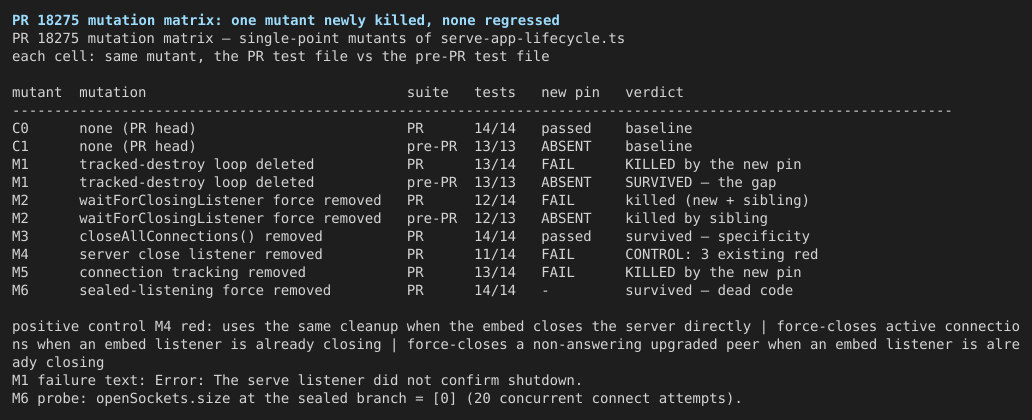 PR 18275 mutation matrix: one mutant newly killed, none regressed
PR 18275 mutation matrix — single-point mutants of serve-app-lifecycle.ts
each cell: same mutant, the PR test file vs the pre-PR test file
mutant  mutation                               suite   tests   new pin   verdict
----------------------------------------------------------------------------------------------------------------
C0      none (PR head)                         PR      14/14   passed    baseline
C1      none (PR head)                         pre-PR  13/13   ABSENT    baseline
M1      tracked-destroy loop deleted           PR      13/14   FAIL      KILLED by the new pin
M1      tracked-destroy loop deleted           pre-PR  13/13   ABSENT    SURVIVED — the gap
M2      waitForClosingListener force removed   PR      12/14   FAIL      killed (new + sibling)
M2      waitForClosingListener force removed   pre-PR  12/13   ABSENT    killed by sibling
M3      closeAllConnections() removed          PR      14/14   passed    survived — specificity
M4      server close listener removed          PR      11/14   FAIL      CONTROL: 3 existing red
M5      connection tracking removed            PR      13/14   FAIL      KILLED by the new pin
M6      sealed-listening force removed         PR      14/14   -         survived — dead code
positive control M4 red: uses the same cleanup when the embed closes the server directly | force-closes active connectio
ns when an embed listener is already closing | force-closes a non-answering upgraded peer when an embed listener is alre
ady closing
M1 failure text: Error: The serve listener did not confirm shutdown.
M6 probe: openSockets.size at the sealed branch = [0] (20 concurrent connect attempts).